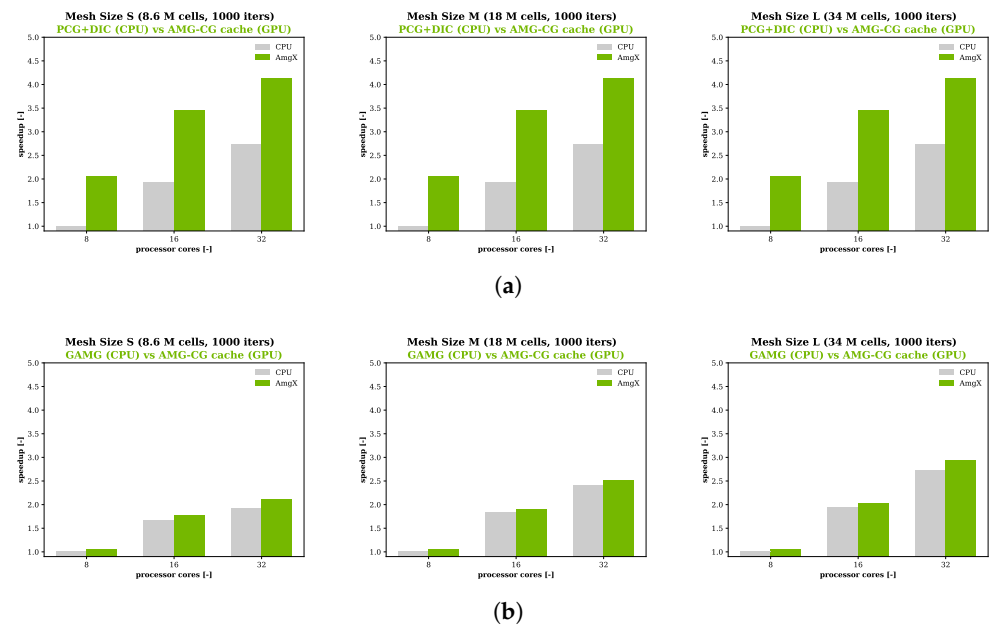 Mesh Size S (8.6 M cells, 1000 iters)
PCG+DIC (CPU) vs AMG-CG cache (GPU)
CPU
AmgX
5.0
4.5
4.0
3.5
3.0
2.5
2.0
1.5
1.0
speedup [-]
8
16
32
processor cores [-]
Mesh Size M (18 M cells, 1000 iters)
PCG+DIC (CPU) vs AMG-CG cache (GPU)
CPU
AmgX
5.0
4.5
4.0
3.5
3.0
2.5
2.0
1.5
1.0
speedup [-]
8
16
32
processor cores [-]
Mesh Size L (34 M cells, 1000 iters)
PCG+DIC (CPU) vs AMG-CG cache (GPU)
CPU
AmgX
5.0
4.5
4.0
3.5
3.0
2.5
2.0
1.5
1.0
speedup [-]
8
16
32
processor cores [-]
(a)
Mesh Size S (8.6 M cells, 1000 iters)
GAMG (CPU) vs AMG-CG cache (GPU)
CPU
AmgX
5.0
4.5
4.0
3.5
3.0
2.5
2.0
1.5
1.0
speedup [-]
8
16
32
processor cores [-]
Mesh Size M (18 M cells, 1000 iters)
GAMG (CPU) vs AMG-CG cache (GPU)
CPU
AmgX
5.0
4.5
4.0
3.5
3.0
2.5
2.0
1.5
1.0
speedup [-]
8
16
32
processor cores [-]
Mesh Size L (34 M cells, 1000 iters)
GAMG (CPU) vs AMG-CG cache (GPU)
CPU
AmgX
5.0
4.5
4.0
3.5
3.0
2.5
2.0
1.5
1.0
speedup [-]
8
16
32
processor cores [-]
(b)